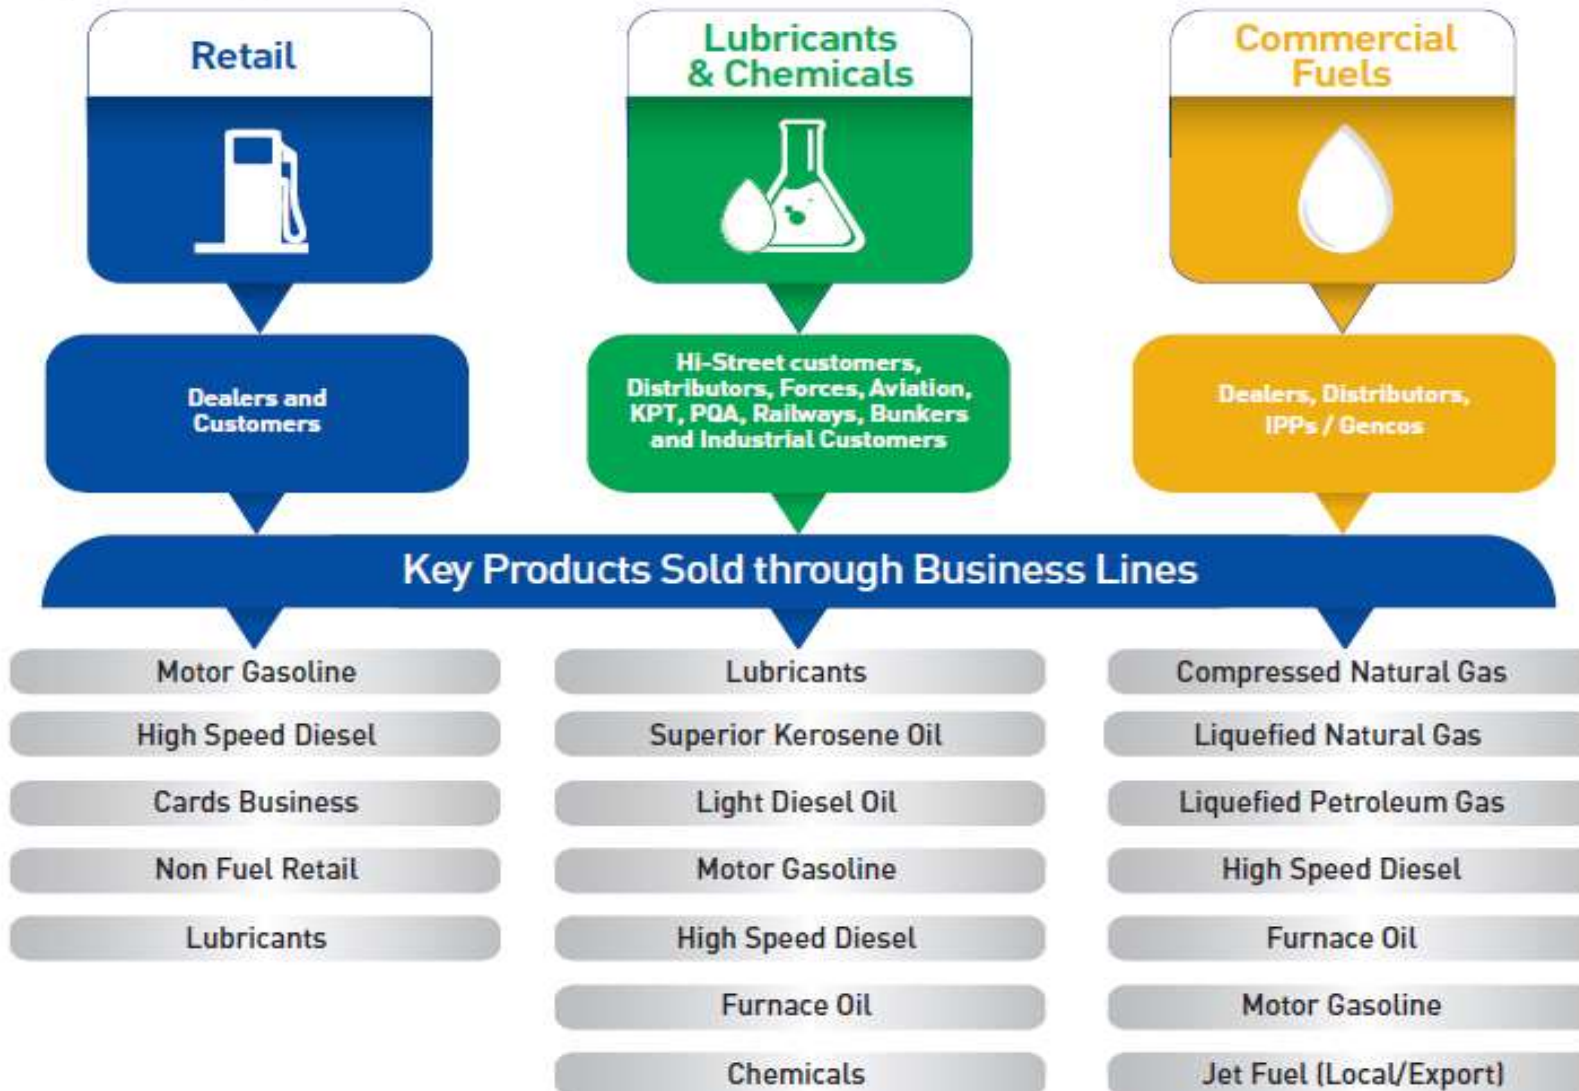 Retail
Lubricants
& Chemicals
Commercial
Fuels
Dealers and
Customers
Hi-Street customers,
Distributors, Forces, Aviation,
KPT, PQA, Railways, Bunkers
and Industrial Customers
Dealers, Distributors,
IPPs / Gencos
Key Products Sold through Business Lines
Motor Gasoline
High Speed Diesel
Cards Business
Non Fuel Retail
Lubricants
Lubricants
Superior Kerosene Oil
Light Diesel Oil
Motor Gasoline
High Speed Diesel
Furnace Oil
Chemicals
Compressed Natural Gas
Liquefied Natural Gas
Liquefied Petroleum Gas
High Speed Diesel
Furnace Oil
Motor Gasoline
Jet Fuel (Local/Export)